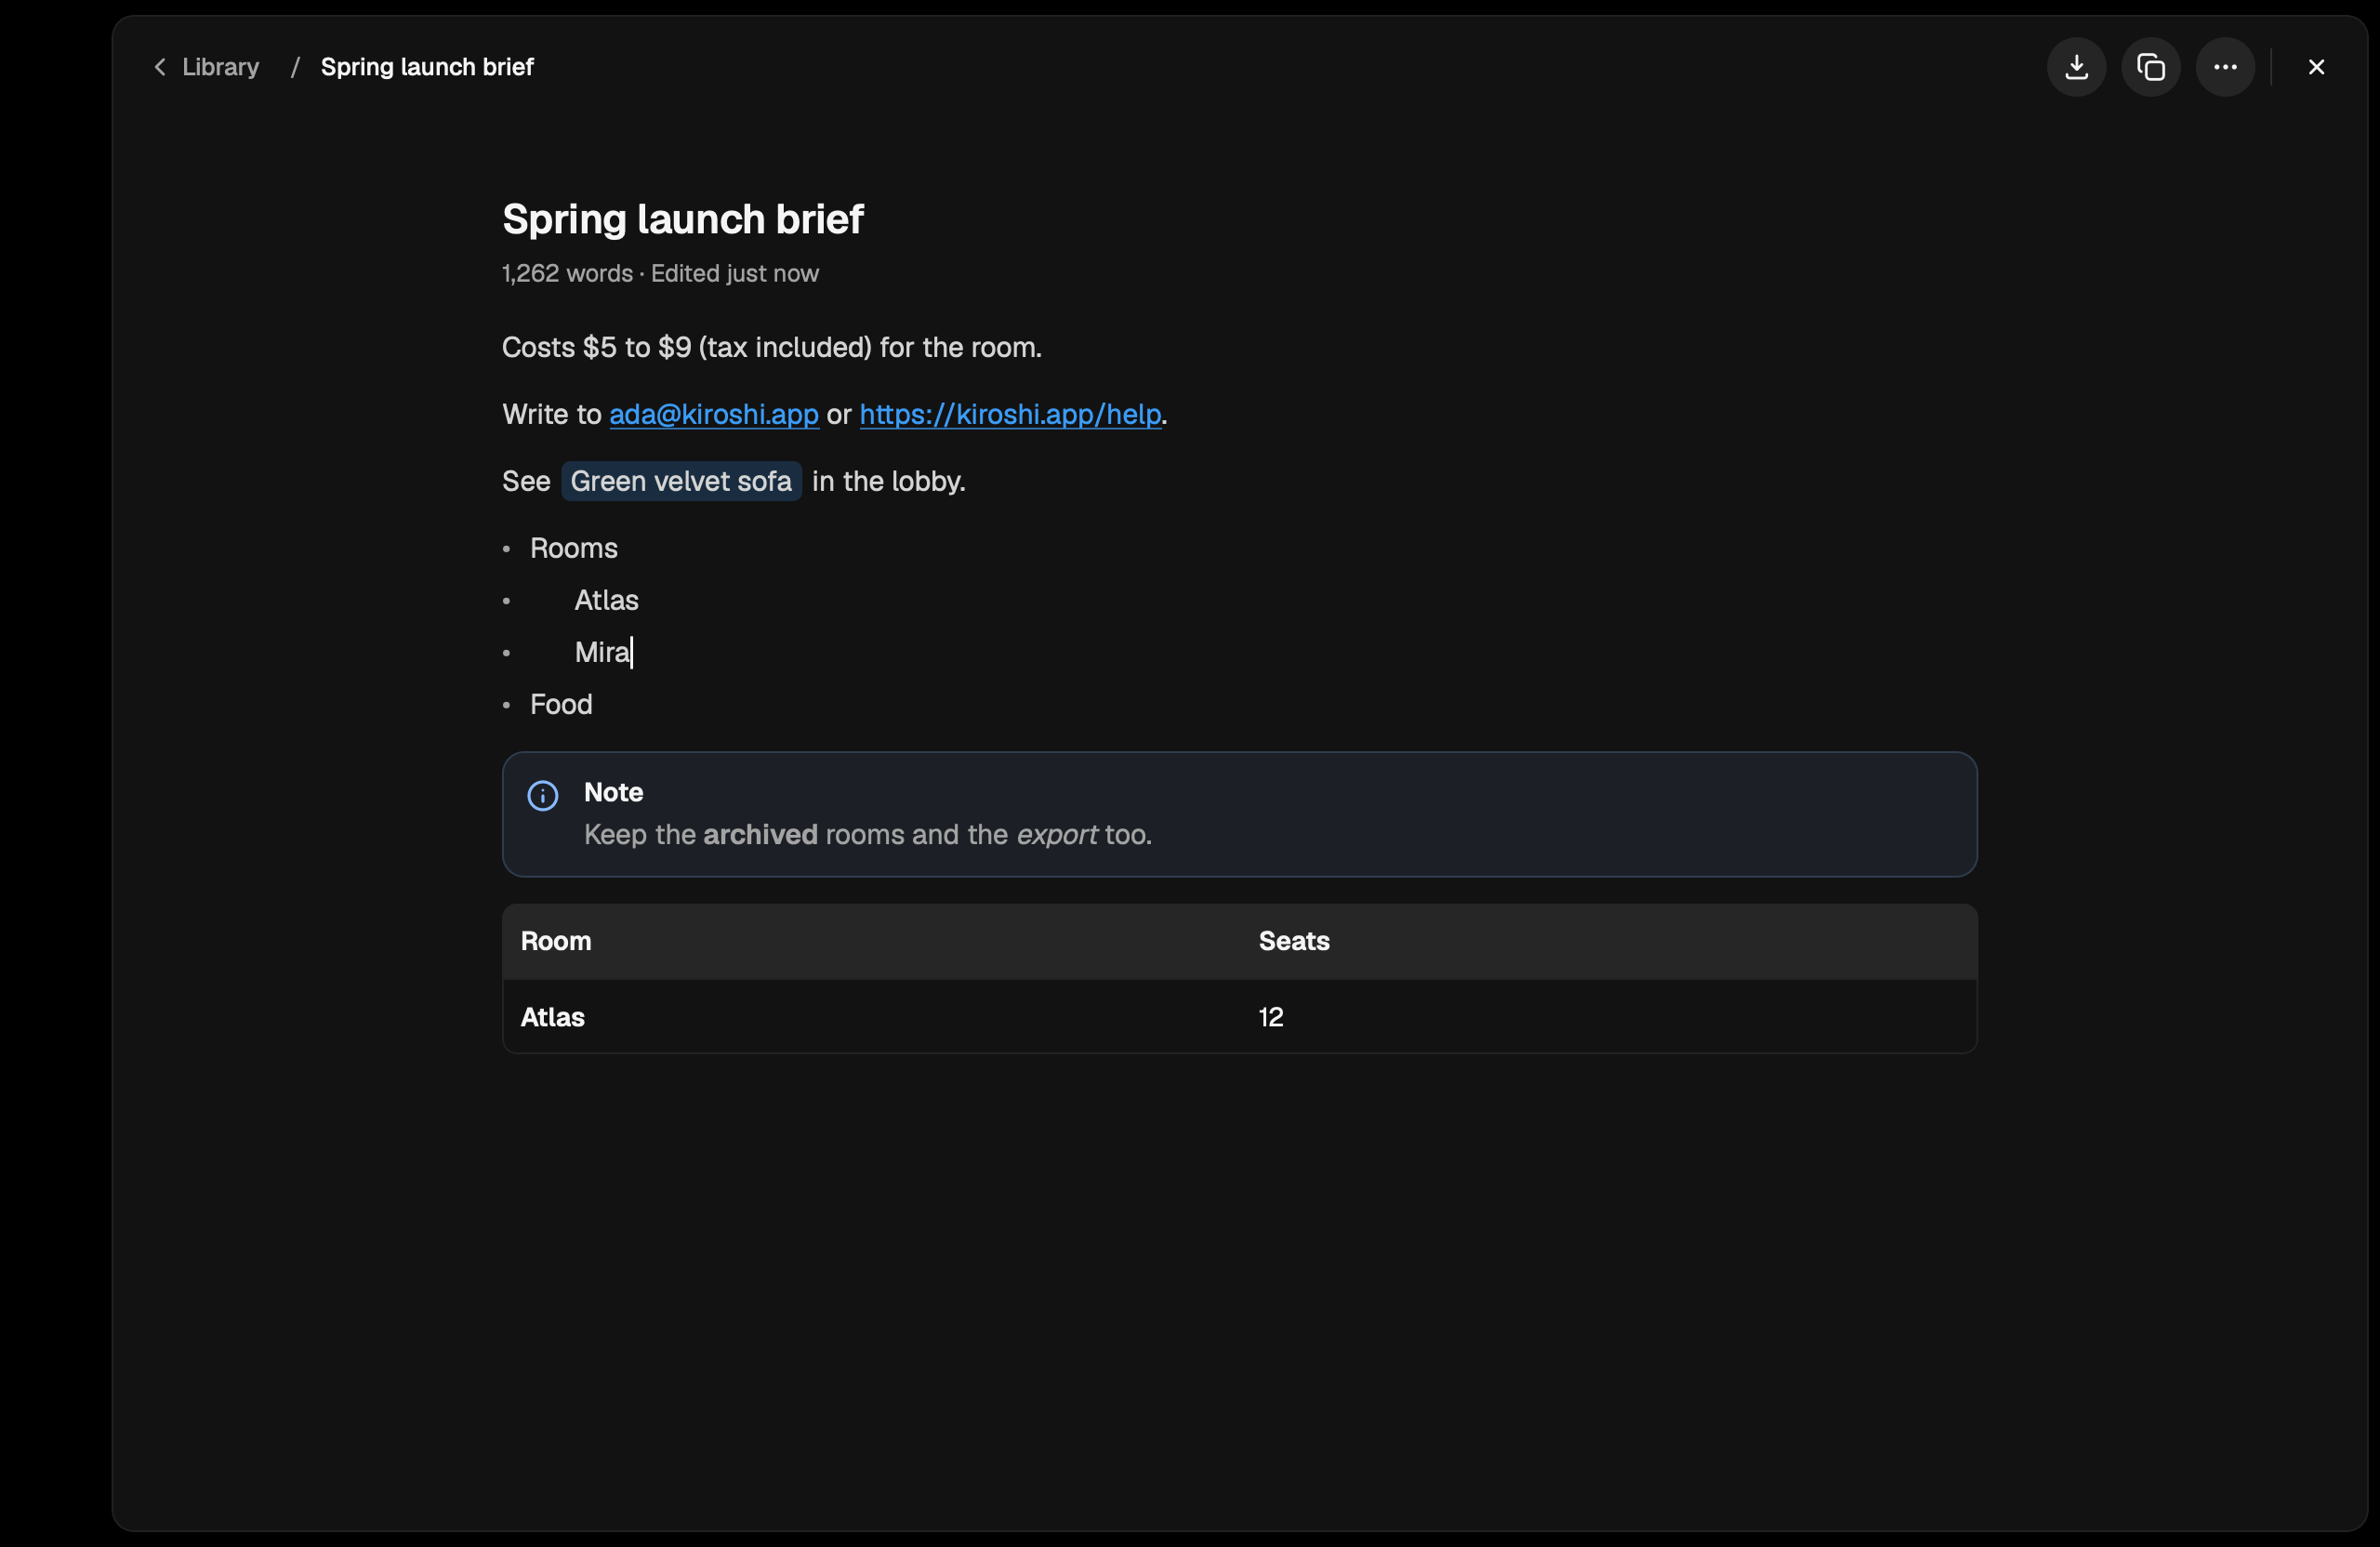 Library / Spring launch brief
Spring launch brief
1,262 words · Edited just now
Costs $5 to $9 (tax included) for the room.
Write to ada@kiroshi.app or https://kiroshi.app/help.
See Green velvet sofa in the lobby.
• Rooms
• Atlas
• Mira
• Food
Note
Keep the archived rooms and the export too.
Room Seats
Atlas 12